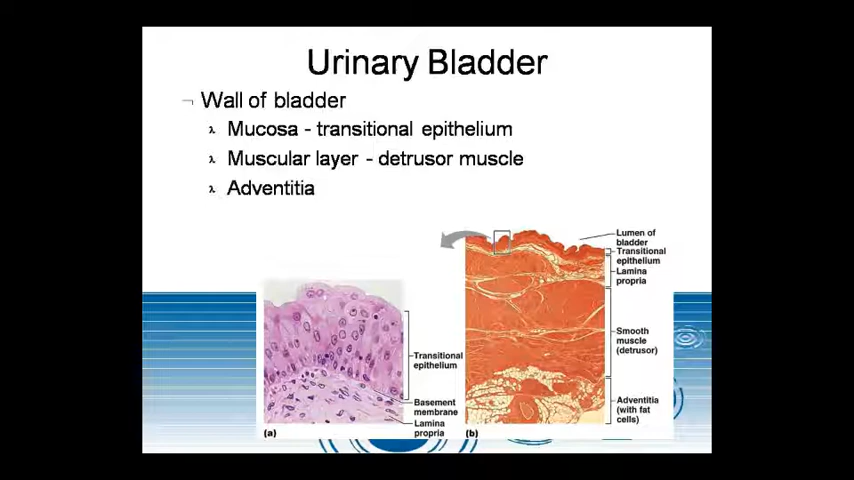 Urinary Bladder
Wall of bladder
Mucosa - transitional epithelium
Muscular layer - detrusor muscle
Adventitia
Lumen of
bladder
Transitional
epithelium
Lamina
propria
Smooth
muscle
(detrusor)
Adventitia
(with fat
cells)
(b)
Transitional
epithelium
Basement
membrane
Lamina
propria
(a)